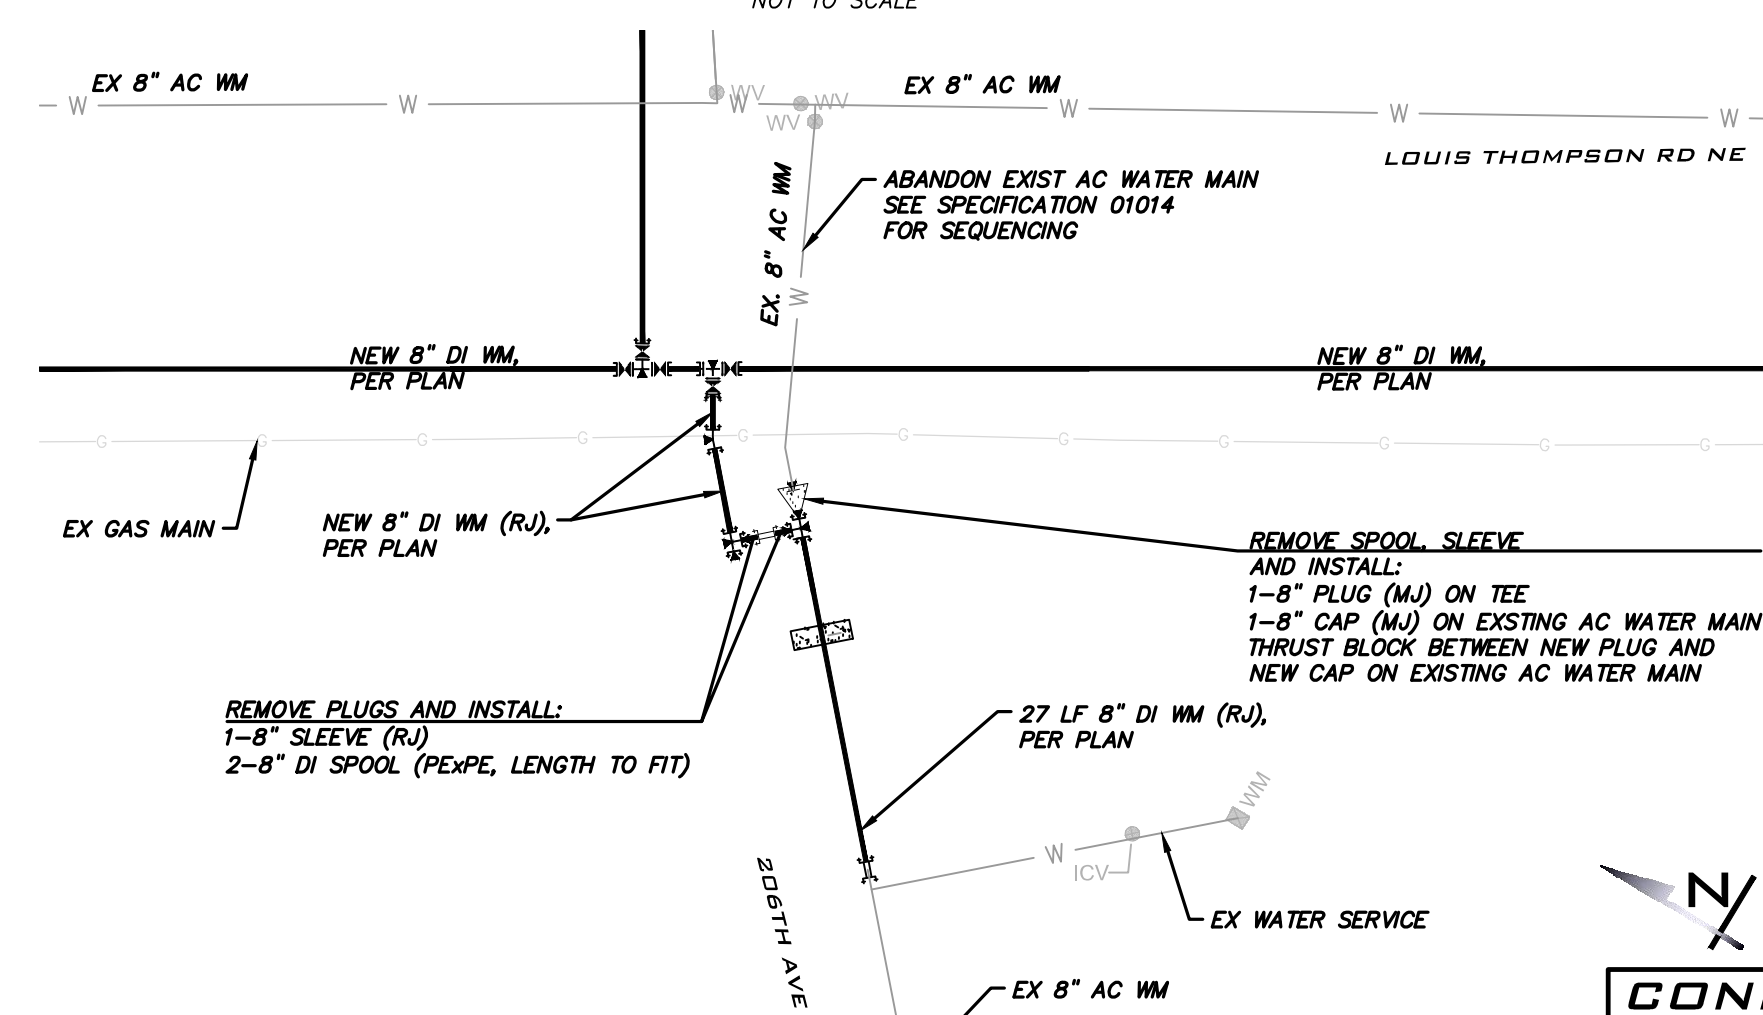 NOT TO SCALE
EX 8" AC WM
EX 8" AC WM
W
W
W
W
W
W
WV
WV
WV
LOUIS THOMPSON RD NE
EX. 8" AC WM
W
ABANDON EXIST AC WATER MAIN
SEE SPECIFICATION 01014
FOR SEQUENCING
NEW 8" DI WM,
PER PLAN
NEW 8" DI WM,
PER PLAN
G G G G G G G G G G G
EX GAS MAIN
NEW 8" DI WM (RJ),
PER PLAN
REMOVE SPOOL, SLEEVE
AND INSTALL:
1-8" PLUG (MJ) ON TEE
1-8" CAP (MJ) ON EXSTING AC WATER MAIN
THRUST BLOCK BETWEEN NEW PLUG AND
NEW CAP ON EXISTING AC WATER MAIN
REMOVE PLUGS AND INSTALL:
1-8" SLEEVE (RJ)
2-8" DI SPOOL (PExPE, LENGTH TO FIT)
27 LF 8" DI WM (RJ),
PER PLAN
WM
W
ICV
EX WATER SERVICE
206TH AVE
EX 8" AC WM
N